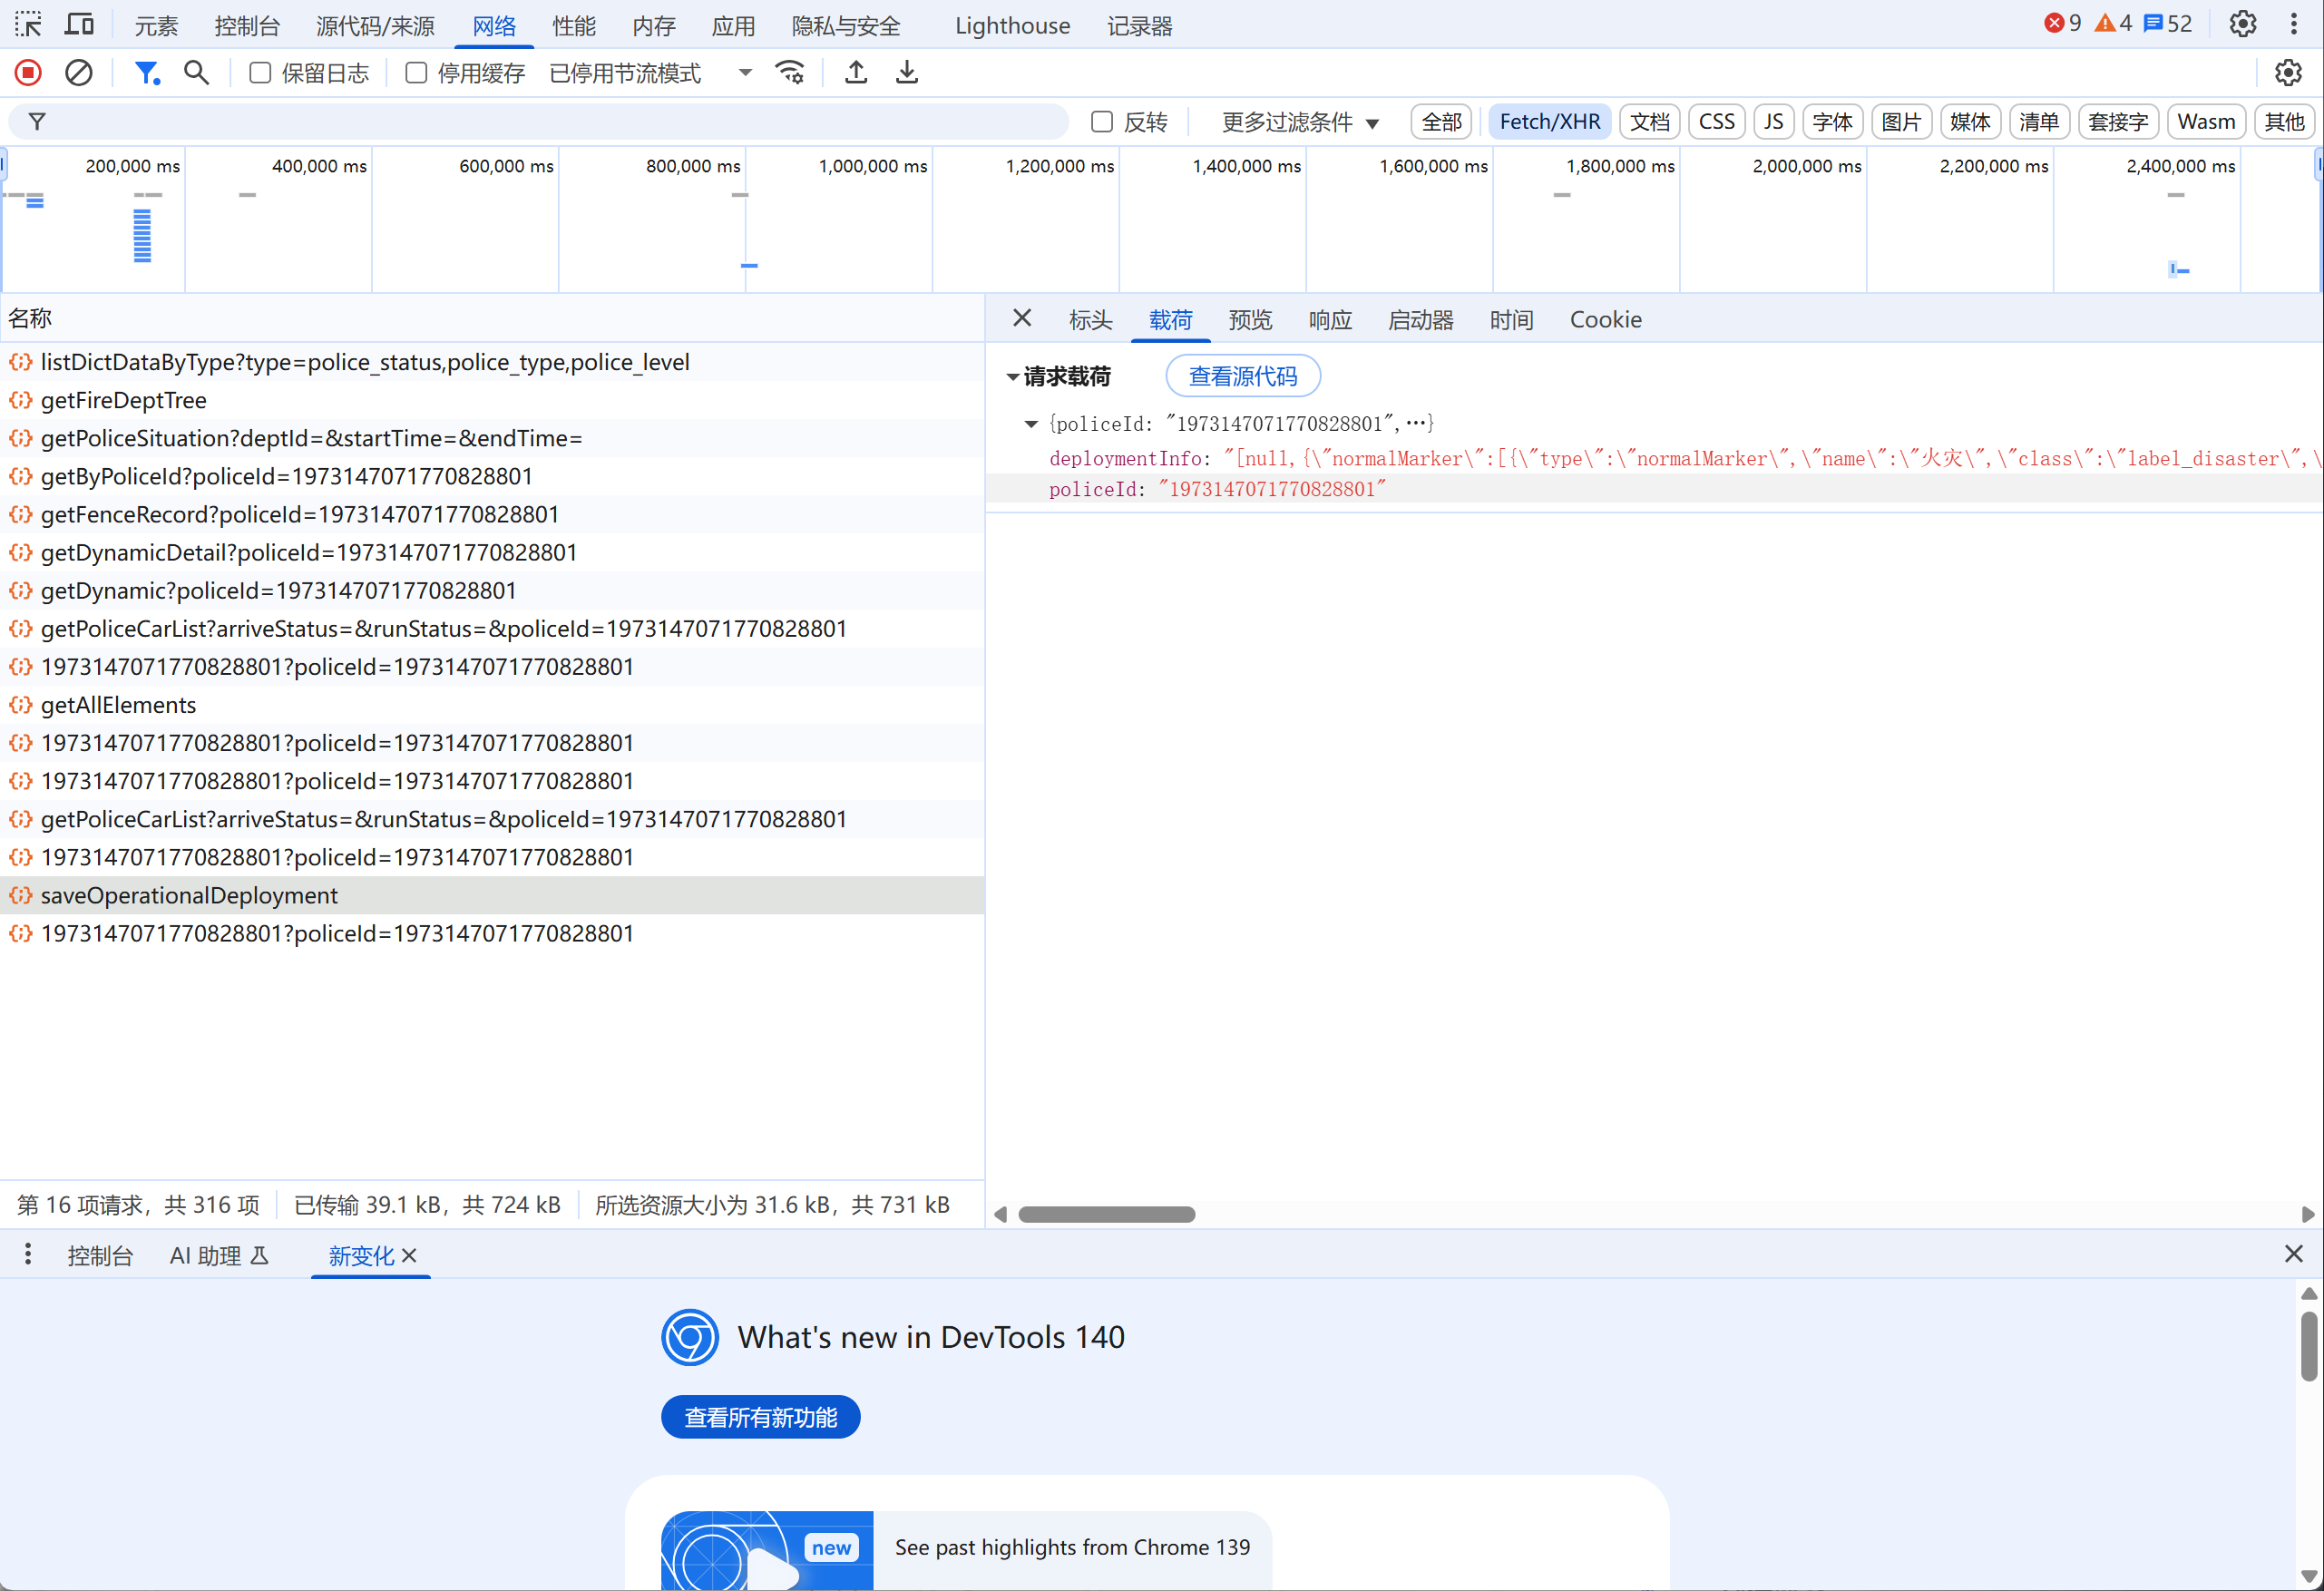 元素 控制台 源代码/来源 网络 性能 内存 应用 隐私与安全 Lighthouse 记录器 9 4 52
保留日志 停用缓存 已停用节流模式
反转 更多过滤条件 全部 Fetch/XHR 文档 CSS JS 字体 图片 媒体 清单 套接字 Wasm 其他
200,000 ms 400,000 ms 600,000 ms 800,000 ms 1,000,000 ms 1,200,000 ms 1,400,000 ms 1,600,000 ms 1,800,000 ms 2,000,000 ms 2,200,000 ms 2,400,000 ms
名称
listDictDataByType?type=police_status,police_type,police_level
getFireDeptTree
getPoliceSituation?deptId=&startTime=&endTime=
getByPoliceId?policeId=1973147071770828801
getFenceRecord?policeId=1973147071770828801
getDynamicDetail?policeId=1973147071770828801
getDynamic?policeId=1973147071770828801
getPoliceCarList?arriveStatus=&runStatus=&policeId=1973147071770828801
1973147071770828801?policeId=1973147071770828801
getAllElements
1973147071770828801?policeId=1973147071770828801
1973147071770828801?policeId=1973147071770828801
getPoliceCarList?arriveStatus=&runStatus=&policeId=1973147071770828801
1973147071770828801?policeId=1973147071770828801
saveOperationalDeployment
1973147071770828801?policeId=1973147071770828801
第 16 项请求，共 316 项 已传输 39.1 kB，共 724 kB 所选资源大小为 31.6 kB，共 731 kB
标头 载荷 预览 响应 启动器 时间 Cookie
请求载荷 查看源代码
{policeId: "1973147071770828801",…}
deploymentInfo: "[null,{\"normalMarker\":[{\"type\":\"normalMarker\",\"name\":\"火灾\",\"class\":\"label_disaster\",\
policeId: "1973147071770828801"
控制台 AI 助理 新变化
What's new in DevTools 140
查看所有新功能
new
See past highlights from Chrome 139